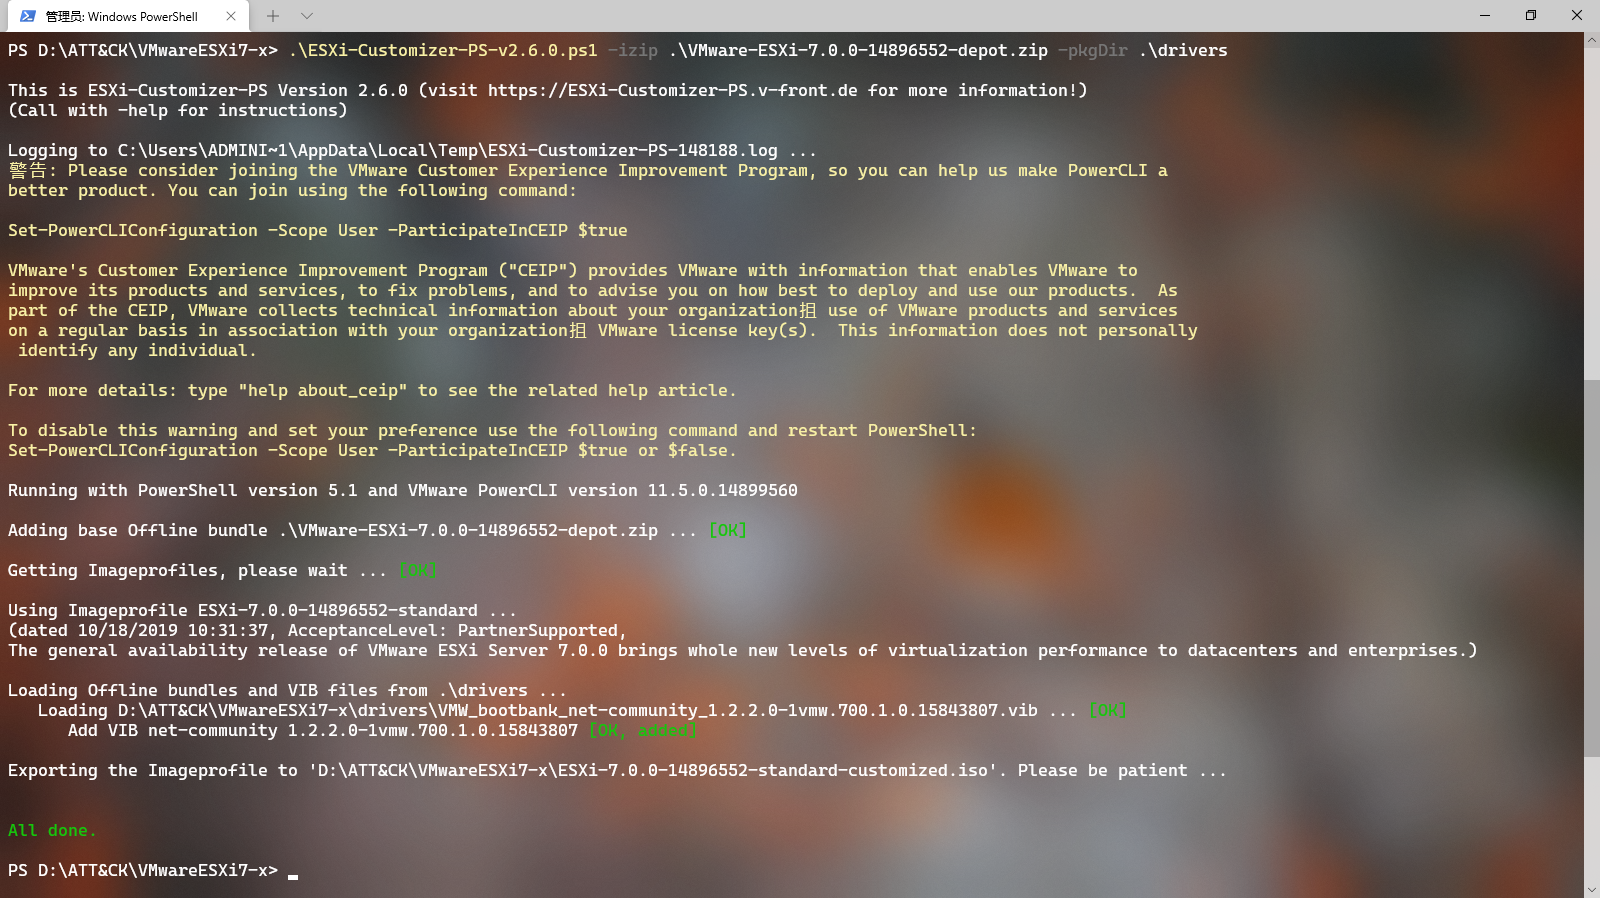 管理员: Windows PowerShell
PS D:\ATT&CK\VMwareESXi7-x> .\ESXi-Customizer-PS-v2.6.0.ps1 -izip .\VMware-ESXi-7.0.0-14896552-depot.zip -pkgDir .\drivers
This is ESXi-Customizer-PS Version 2.6.0 (visit https://ESXi-Customizer-PS.v-front.de for more information!)
(Call with -help for instructions)
Logging to C:\Users\ADMINI~1\AppData\Local\Temp\ESXi-Customizer-PS-148188.log ...
警告: Please consider joining the VMware Customer Experience Improvement Program, so you can help us make PowerCLI a
better product. You can join using the following command:
Set-PowerCLIConfiguration -Scope User -ParticipateInCEIP $true
VMware's Customer Experience Improvement Program ("CEIP") provides VMware with information that enables VMware to
improve its products and services, to fix problems, and to advise you on how best to deploy and use our products.  As
part of the CEIP, VMware collects technical information about your organization抯 use of VMware products and services
on a regular basis in association with your organization抯 VMware license key(s).  This information does not personally
 identify any individual.
For more details: type "help about_ceip" to see the related help article.
To disable this warning and set your preference use the following command and restart PowerShell:
Set-PowerCLIConfiguration -Scope User -ParticipateInCEIP $true or $false.
Running with PowerShell version 5.1 and VMware PowerCLI version 11.5.0.14899560
Adding base Offline bundle .\VMware-ESXi-7.0.0-14896552-depot.zip ... [OK]
Getting Imageprofiles, please wait ... [OK]
Using Imageprofile ESXi-7.0.0-14896552-standard ...
(dated 10/18/2019 10:31:37, AcceptanceLevel: PartnerSupported,
The general availability release of VMware ESXi Server 7.0.0 brings whole new levels of virtualization performance to datacenters and enterprises.)
Loading Offline bundles and VIB files from .\drivers ...
   Loading D:\ATT&CK\VMwareESXi7-x\drivers\VMW_bootbank_net-community_1.2.2.0-1vmw.700.1.0.15843807.vib ... [OK]
      Add VIB net-community 1.2.2.0-1vmw.700.1.0.15843807 [OK, added]
Exporting the Imageprofile to 'D:\ATT&CK\VMwareESXi7-x\ESXi-7.0.0-14896552-standard-customized.iso'. Please be patient ...
All done.
PS D:\ATT&CK\VMwareESXi7-x>